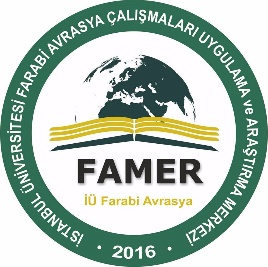 İSTANBUL ÜNİVERSİTESİ FARABİ AVRASYA ÇALIŞMALARI UYGULAMA ve ARAŞTIRMA MERKEZİ
FAMER
İÜ Farabi Avrasya
• 2016 •